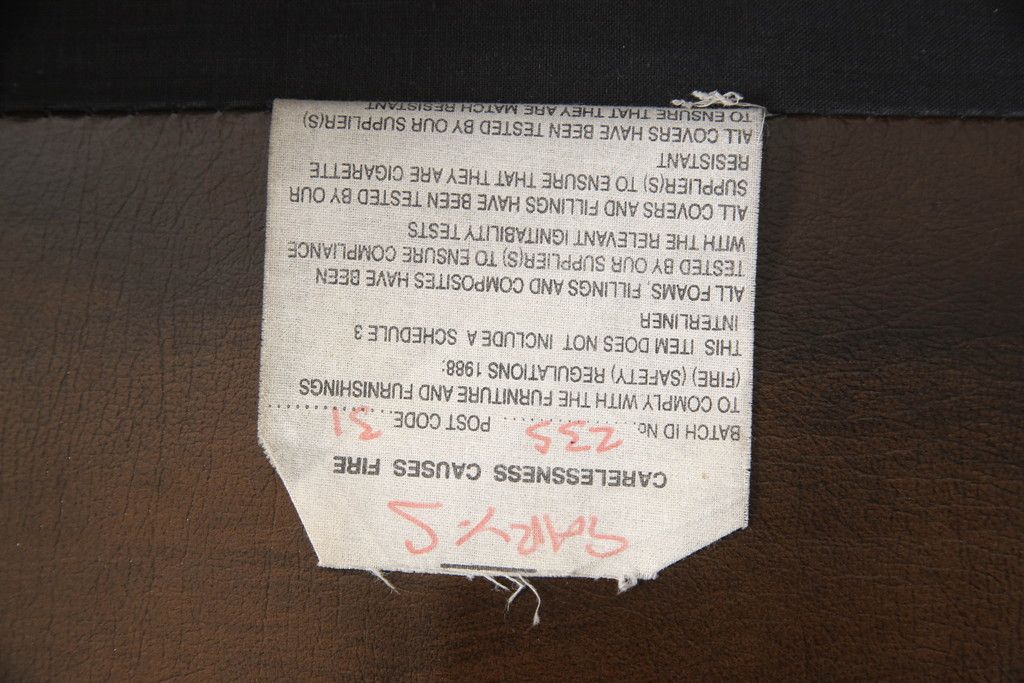 GARY-S
CARELESSNESS CAUSES FIRE
BATCH ID No. 235 POST CODE 31
TO COMPLY WITH THE FURNITURE AND FURNISHINGS
(FIRE) (SAFETY) REGULATIONS 1988:
THIS ITEM DOES NOT INCLUDE A SCHEDULE 3
INTERLINER
ALL FOAMS, FILLINGS AND COMPOSITES HAVE BEEN
TESTED BY OUR SUPPLIER(S) TO ENSURE COMPLIANCE
WITH THE RELEVANT IGNITABILITY TESTS
ALL COVERS AND FILLINGS HAVE BEEN TESTED BY OUR
SUPPLIER(S) TO ENSURE THAT THEY ARE CIGARETTE
RESISTANT
ALL COVERS HAVE BEEN TESTED BY OUR SUPPLIER(S)
TO ENSURE THAT THEY ARE MATCH RESISTANT